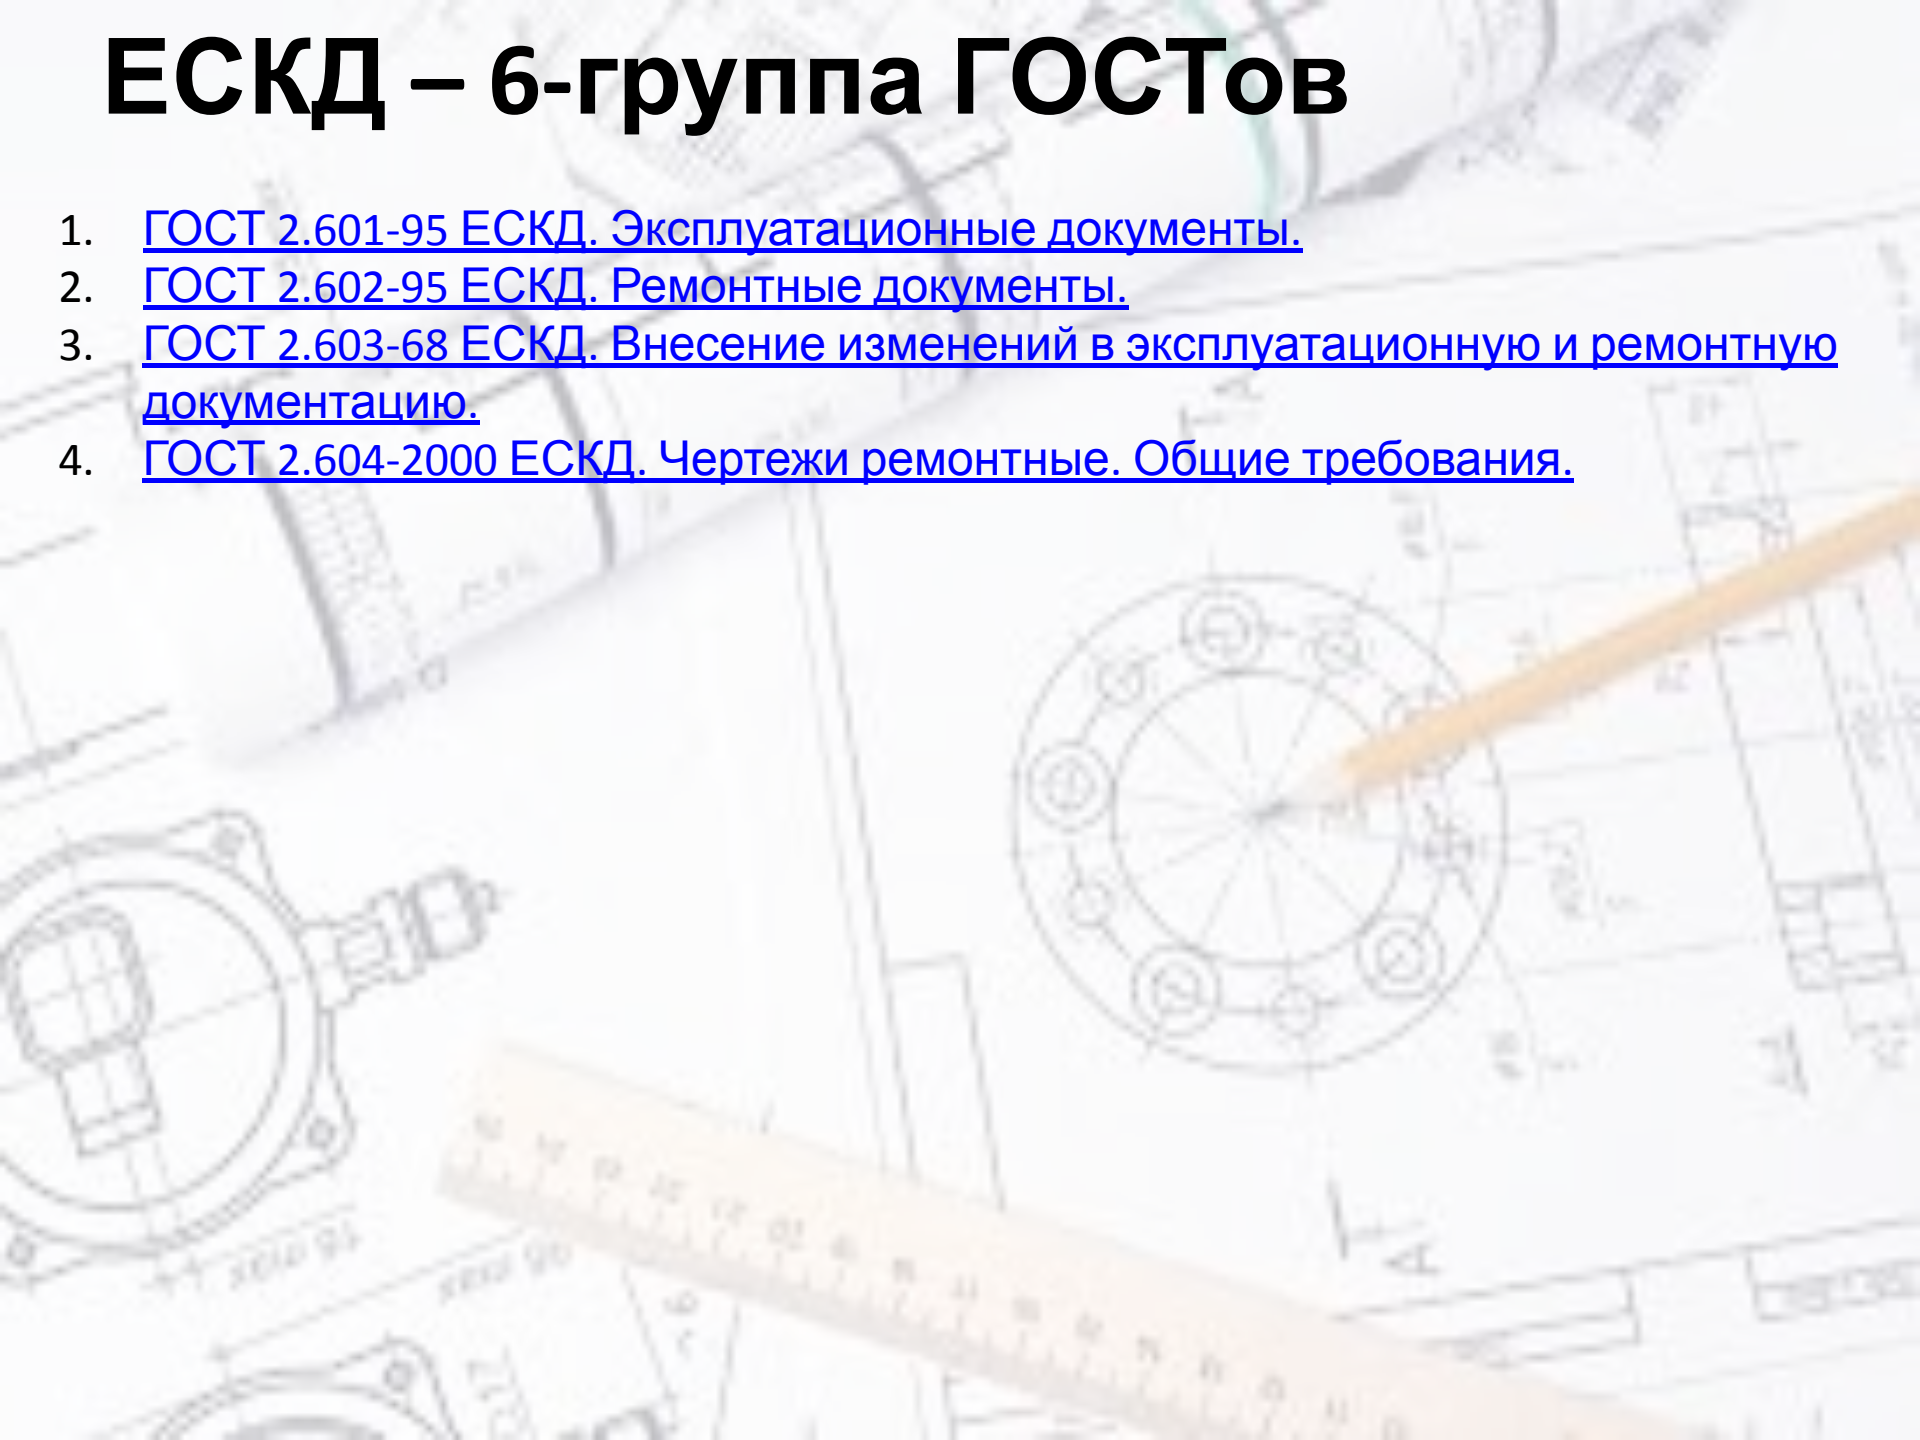 ЕСКД – 6-группа ГОСТов
1. ГОСТ 2.601-95 ЕСКД. Эксплуатационные документы.
2. ГОСТ 2.602-95 ЕСКД. Ремонтные документы.
3. ГОСТ 2.603-68 ЕСКД. Внесение изменений в эксплуатационную и ремонтную
документацию.
4. ГОСТ 2.604-2000 ЕСКД. Чертежи ремонтные. Общие требования.